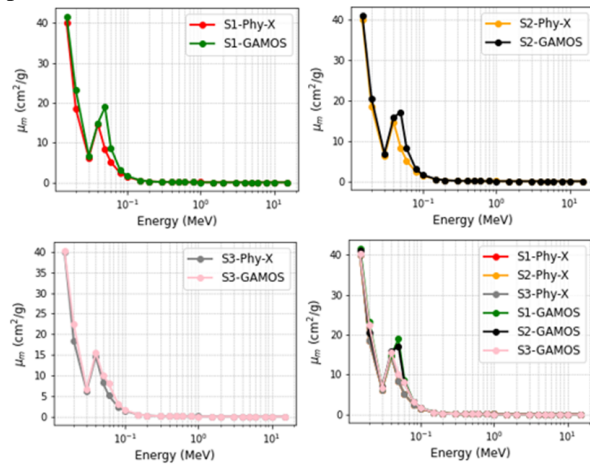 S1-Phy-X
S1-GAMOS
40
30
20
10
0
μm (cm²/g)
10⁻¹
10⁰
10¹
Energy (MeV)
S2-Phy-X
S2-GAMOS
40
30
20
10
0
μm (cm²/g)
10⁻¹
10⁰
10¹
Energy (MeV)
S3-Phy-X
S3-GAMOS
40
35
30
25
20
15
10
5
0
μm (cm²/g)
10⁻¹
10⁰
10¹
Energy (MeV)
S1-Phy-X
S2-Phy-X
S3-Phy-X
S1-GAMOS
S2-GAMOS
S3-GAMOS
40
30
20
10
0
μm (cm²/g)
10⁻¹
10⁰
10¹
Energy (MeV)